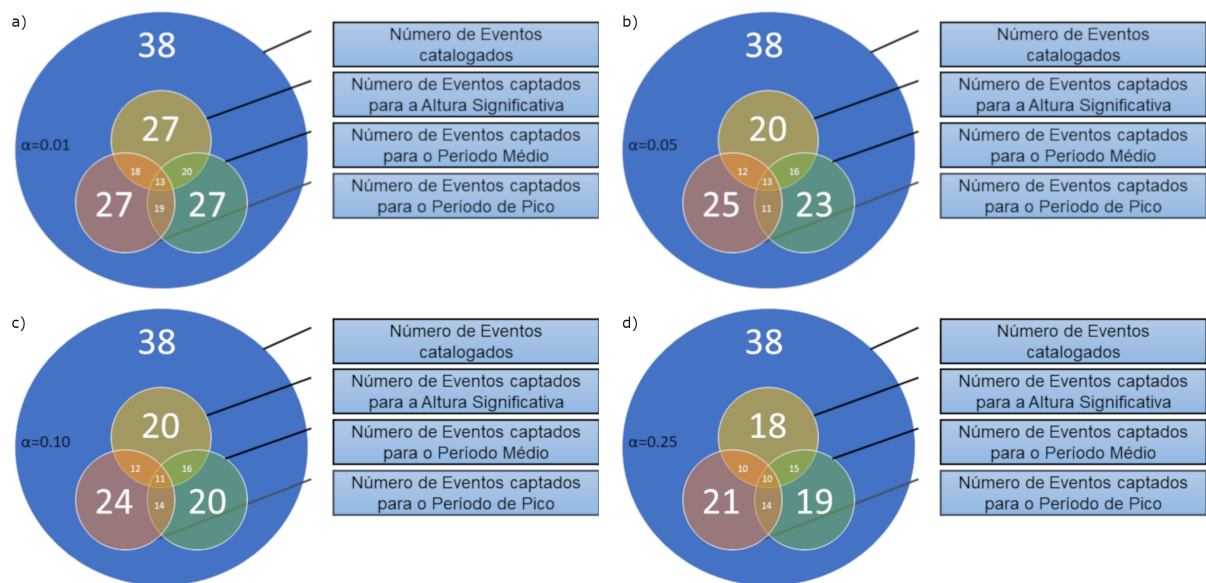 a)
38
27
α=0.01
18
20
13
27
19
27
Número de Eventos
catalogados
Número de Eventos captados
para a Altura Significativa
Número de Eventos captados
para o Período Médio
Número de Eventos captados
para o Período de Pico
b)
38
20
α=0.05
12
16
13
25
11
23
Número de Eventos
catalogados
Número de Eventos captados
para a Altura Significativa
Número de Eventos captados
para o Período Médio
Número de Eventos captados
para o Período de Pico
c)
38
20
α=0.10
12
16
11
24
14
20
Número de Eventos
catalogados
Número de Eventos captados
para a Altura Significativa
Número de Eventos captados
para o Período Médio
Número de Eventos captados
para o Período de Pico
d)
38
18
α=0.25
10
15
10
21
14
19
Número de Eventos
catalogados
Número de Eventos captados
para a Altura Significativa
Número de Eventos captados
para o Período Médio
Número de Eventos captados
para o Período de Pico